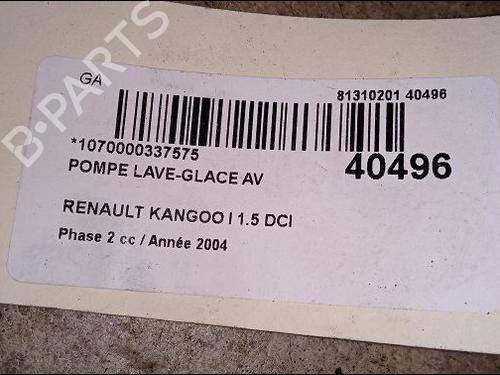 B-PARTS
GA
81310201 40496
*1070000337575
40496
POMPE LAVE-GLACE AV
RENAULT KANGOO I 1.5 DCI
Phase 2 cc / Année 2004